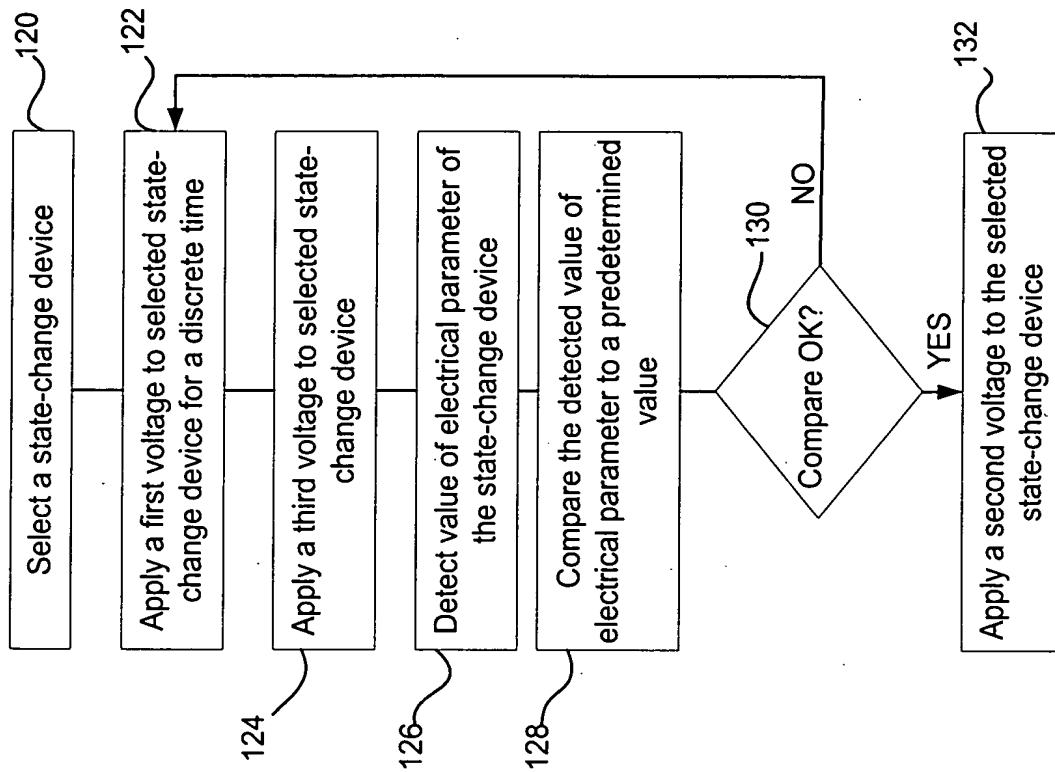 120
Select a state-change device
122
Apply a first voltage to selected state-
change device for a discrete time
124
Apply a third voltage to selected state-
change device
126
Detect value of electrical parameter of
the state-change device
128
Compare the detected value of
electrical parameter to a predetermined
value
130
Compare OK?
NO
YES
132
Apply a second voltage to the selected
state-change device